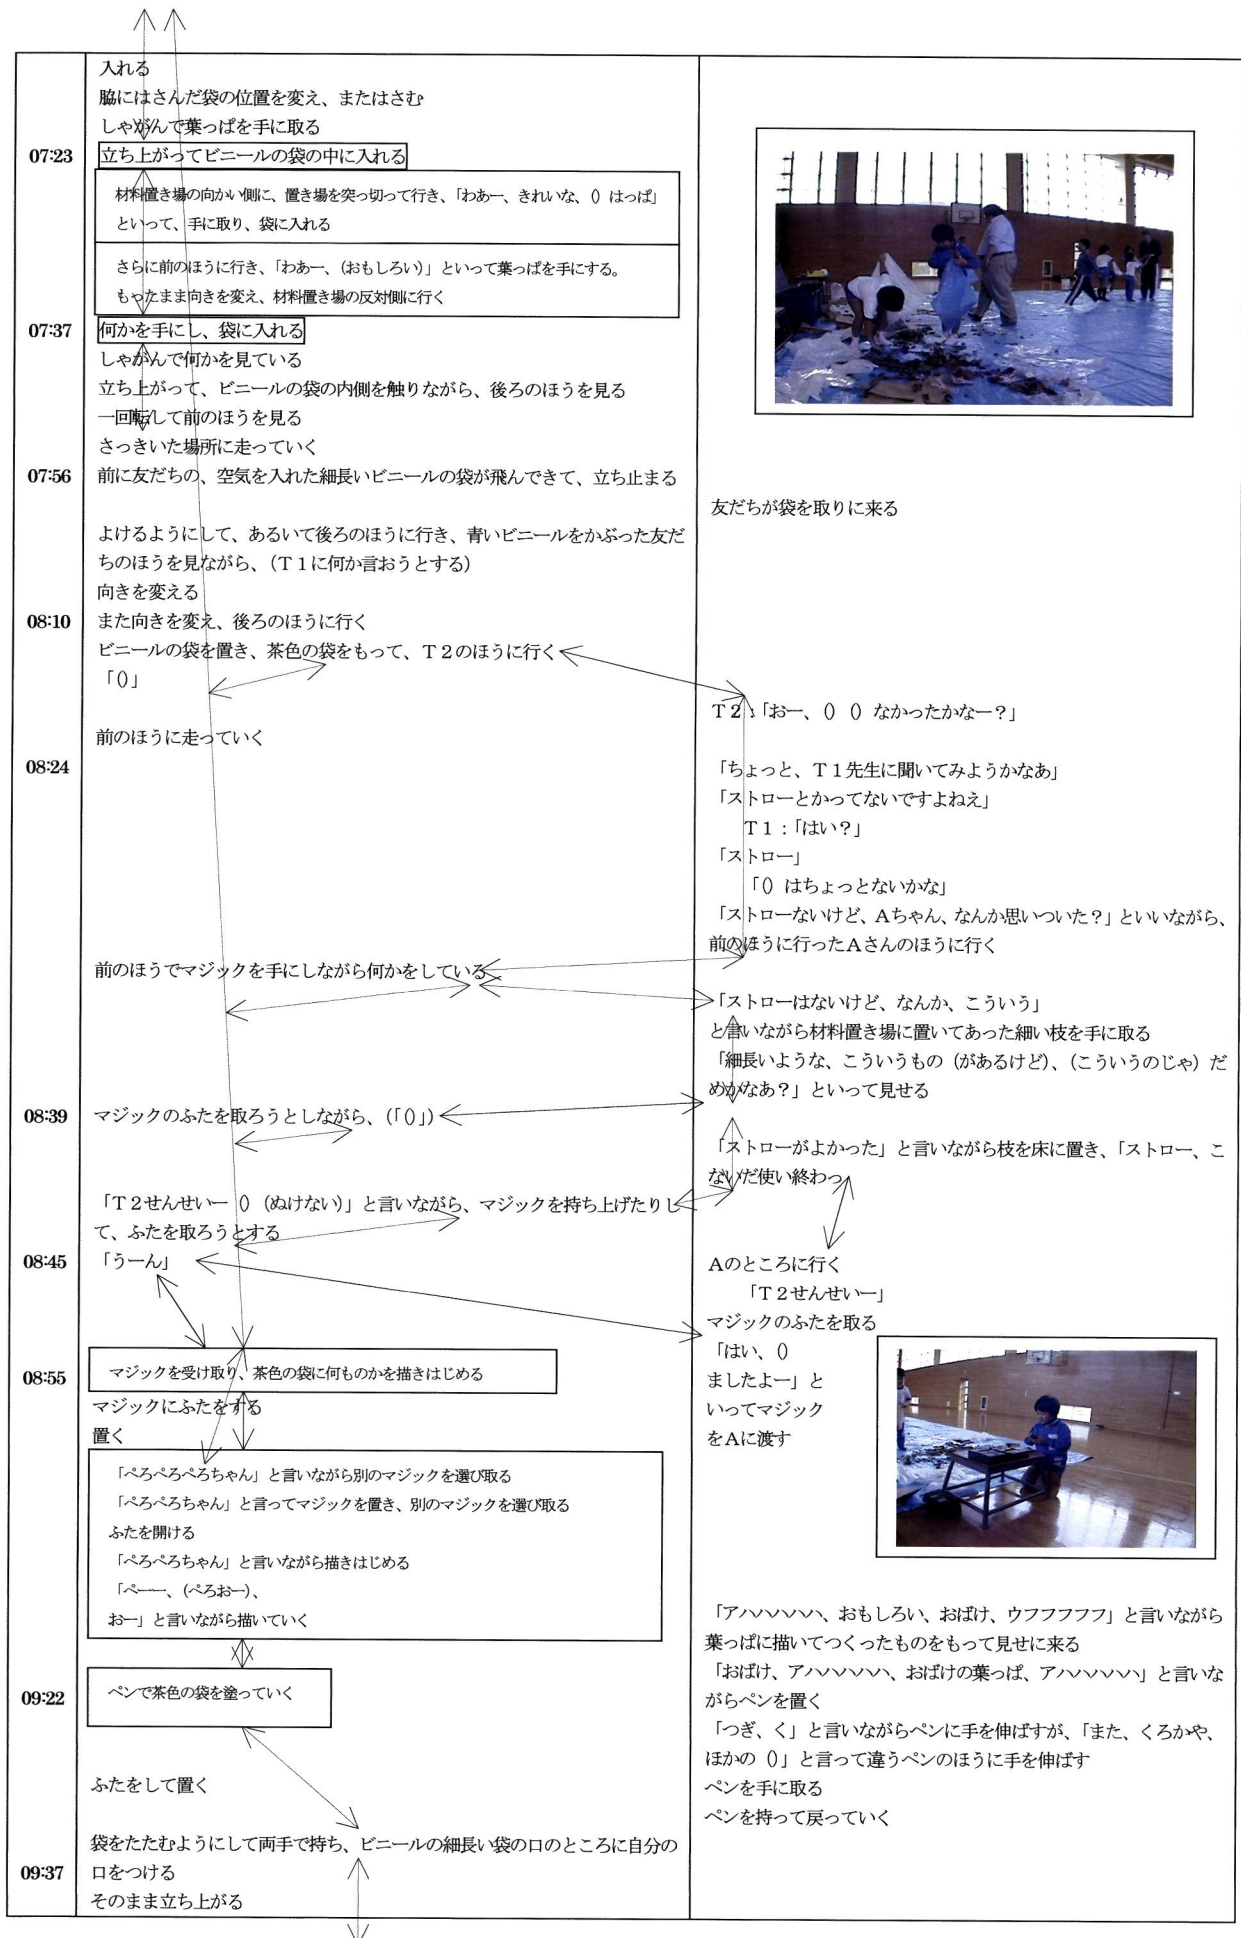 入れる
脇にはさんだ袋の位置を変え、またはさむ
しゃがんで葉っぱを手に取る
07:23
立ち上がってビニールの袋の中に入れる
材料置き場の向かい側に、置き場を突っ切って行き、「わあー、きれいな、() はっぱ」
といって、手に取り、袋に入れる
さらに前のほうに行き、「わあー、(おもしろい)」といって葉っぱを手にする。
もったまま向きを変え、材料置き場の反対側に行く
07:37
何かを手にし、袋に入れる
しゃがんで何かを見ている
立ち上がって、ビニールの袋の内側を触りながら、後ろのほうを見る
一回転して前のほうを見る
さっきいた場所に走っていく
07:56
前に友だちの、空気を入れた細長いビニールの袋が飛んできて、立ち止まる
友だちが袋を取りに来る
よけるようにして、あるいて後ろのほうに行き、青いビニールをかぶった友だ
ちのほうを見ながら、(T1に何か言おうとする)
向きを変える
08:10
また向きを変え、後ろのほうに行く
ビニールの袋を置き、茶色の袋をもって、T2のほうに行く
「()」
T2:「おー、() () なかったかなー?」
前のほうに走っていく
08:24
「ちょっと、T1先生に聞いてみようかなあ」
「ストローとかってないですよねえ」
T1:「はい?」
「ストロー」
「() はちょっとないかな」
「ストローないけど、Aちゃん、なんか思いついた?」といいながら、
前のほうに行ったAさんのほうに行く
前のほうでマジックを手にしながら何かをしている
「ストローはないけど、なんか、こういう」
と言いながら材料置き場に置いてあった細い枝を手に取る
「細長いような、こういうもの(があるけど)、(こういうのじゃ)だ
めかなあ?」といって見せる
08:39
マジックのふたを取ろうとしながら、(「()」)
「ストローがよかった」と言いながら枝を床に置き、「ストロー、こ
ないだ使い終わっ
「T2せんせいー () (ぬけない)」と言いながら、マジックを持ち上げたりし
て、ふたを取ろうとする
08:45
「うーん」
Aのところに行く
「T2せんせいー」
マジックのふたを取る
「はい、()
ましたよー」と
いってマジック
をAに渡す
08:55
マジックを受け取り、茶色の袋に何ものかを描きはじめる
マジックにふたをする
置く
「ぺろぺろぺろちゃん」と言いながら別のマジックを選び取る
「ぺろぺろちゃん」と言ってマジックを置き、別のマジックを選び取る
ふたを開ける
「ぺろぺろちゃん」と言いながら描きはじめる
「ぺーー、(ぺろおー)、
おー」と言いながら描いていく
「アハハハハハ、おもしろい、おばけ、ウフフフフフ」と言いながら
葉っぱに描いてつくったものをもって見せに来る
「おばけ、アハハハハハ、おばけの葉っぱ、アハハハハハ」と言いな
がらペンを置く
09:22
ペンで茶色の袋を塗っていく
「つぎ、く」と言いながらペンに手を伸ばすが、「また、くろかや、
ほかの ()」と言って違うペンのほうに手を伸ばす
ペンを手に取る
ペンを持って戻っていく
ふたをして置く
袋をたたむようにして両手で持ち、ビニールの細長い袋の口のところに自分の
09:37
口をつける
そのまま立ち上がる